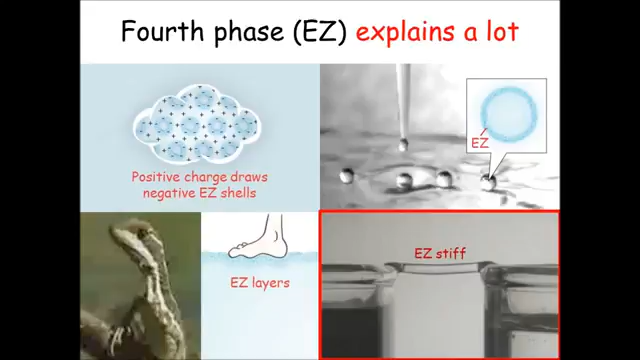 Fourth phase (EZ) explains a lot
Positive charge draws
negative EZ shells
EZ
EZ layers
EZ stiff